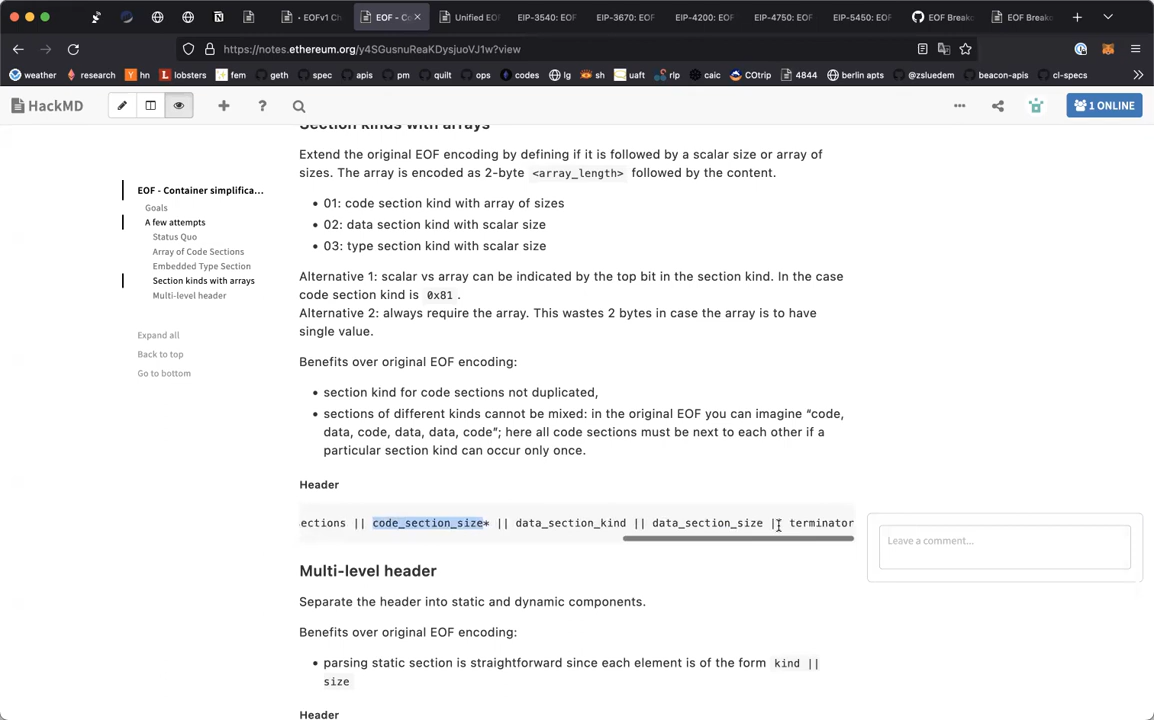 • EOFv1 Ch
EOF - Co
Unified EO
EIP-3540: EO
EIP-3670: EO
EIP-4200: EO
EIP-4750: EO
EIP-5450: EO
EOF Break
EOF Break
https://notes.ethereum.org/y4SGusnuReaKDysjuoVJ1w?view
weather research hn lobsters fem geth spec apis pm quilt ops codes lg sh uaft rlp caic COtrip 4844 berlin apts @zsluedem beacon-apis cl-specs
HackMD
1 ONLINE
EOF - Container simplifica...
Goals
A few attempts
Status Quo
Array of Code Sections
Embedded Type Section
Section kinds with arrays
Multi-level header
Expand all
Back to top
Go to bottom
Section kinds with arrays
Extend the original EOF encoding by defining if it is followed by a scalar size or array of
sizes. The array is encoded as 2-byte <array_length> followed by the content.
• 01: code section kind with array of sizes
• 02: data section kind with scalar size
• 03: type section kind with scalar size
Alternative 1: scalar vs array can be indicated by the top bit in the section kind. In the case
code section kind is 0x81 .
Alternative 2: always require the array. This wastes 2 bytes in case the array is to have
single value.
Benefits over original EOF encoding:
• section kind for code sections not duplicated,
• sections of different kinds cannot be mixed: in the original EOF you can imagine “code,
data, code, data, data, code”; here all code sections must be next to each other if a
particular section kind can occur only once.
Header
ections || code_section_size* || data_section_kind || data_section_size || terminator
Leave a comment...
Multi-level header
Separate the header into static and dynamic components.
Benefits over original EOF encoding:
• parsing static section is straightforward since each element is of the form kind ||
size
Header